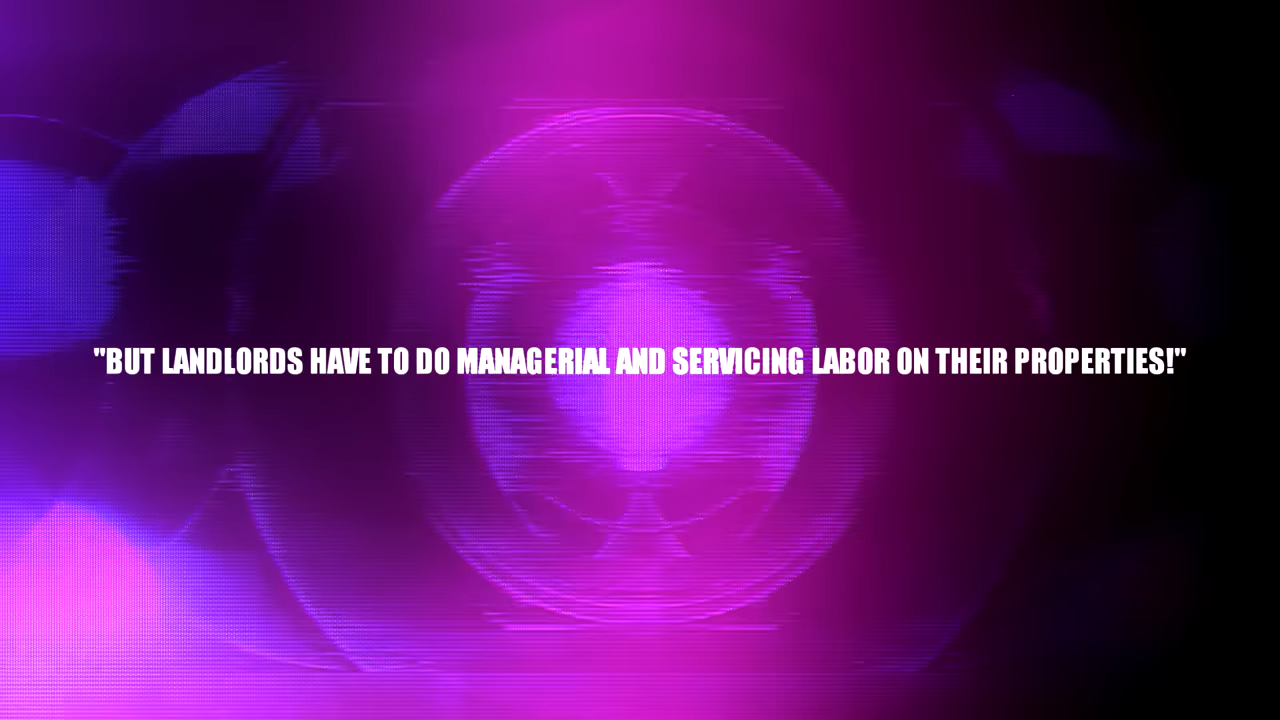 "BUT LANDLORDS HAVE TO DO MANAGERIAL AND SERVICING LABOR ON THEIR PROPERTIES!"